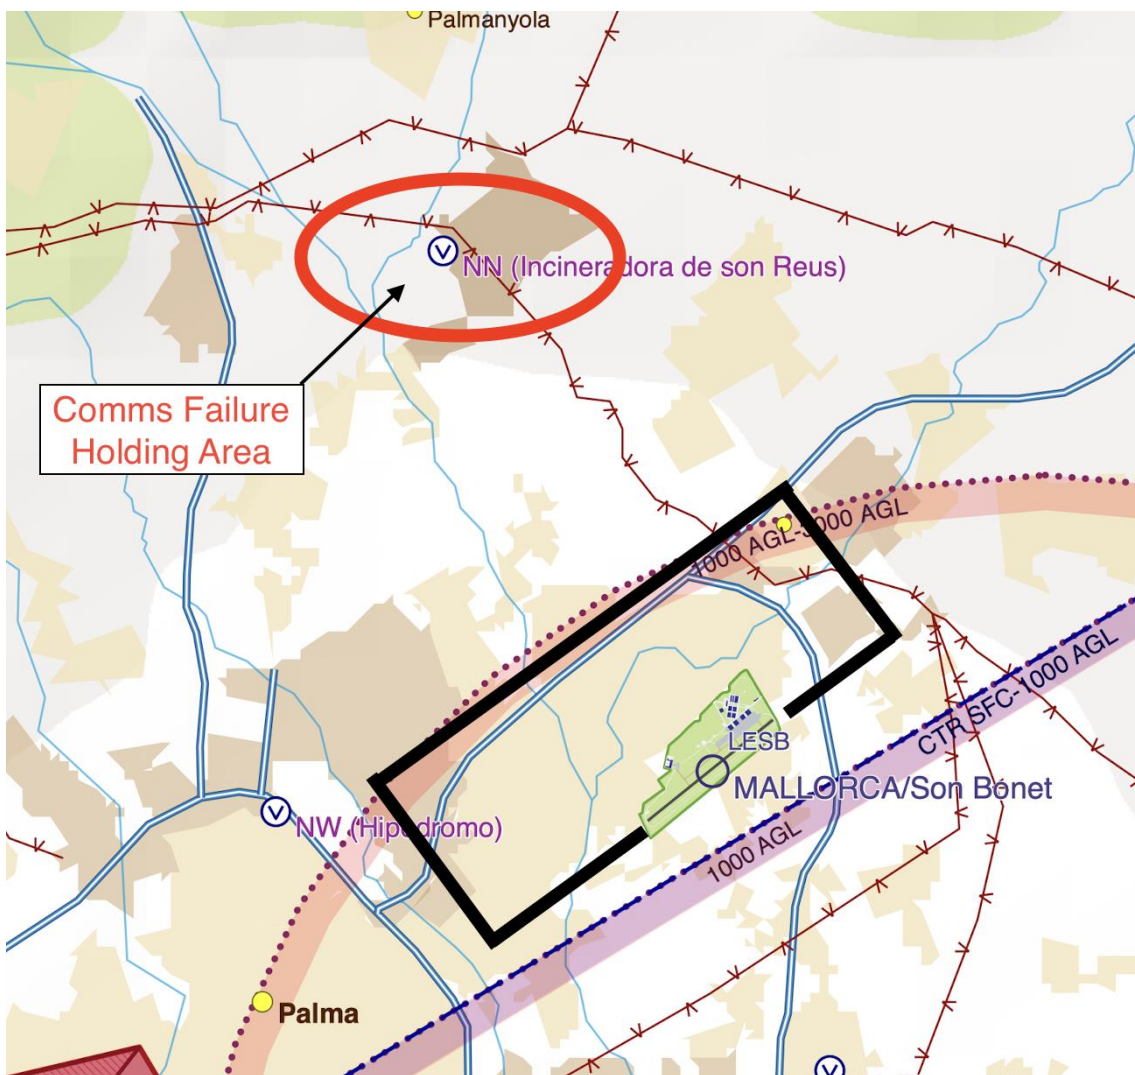 Palmanyola
NN (Incineradora de son Reus)
Comms Failure
Holding Area
1000 AGL-3000 AGL
CTR SFC-1000 AGL
LESB
MALLORCA/Son Bonet
NW (Hipodromo)
1000 AGL
Palma